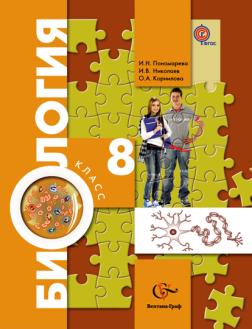 ФГОС
И.Н. Пономарева
И.В. Николаев
О.А. Корнилова
БИОЛОГИЯ
КЛАСС
8
Вентана-Граф